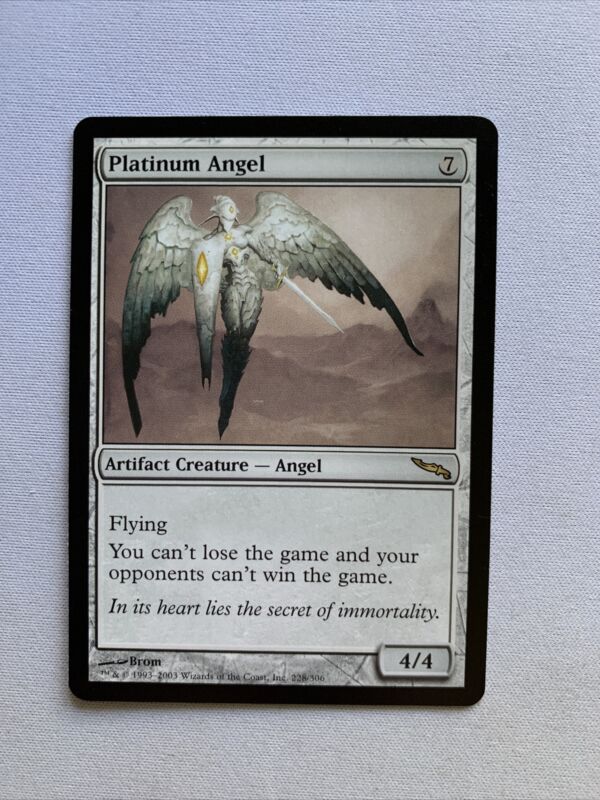 Platinum Angel 7
Artifact Creature — Angel
Flying
You can't lose the game and your
opponents can't win the game.
In its heart lies the secret of immortality.
Brom
4/4
™ & © 1993–2003 Wizards of the Coast, Inc. 228/306